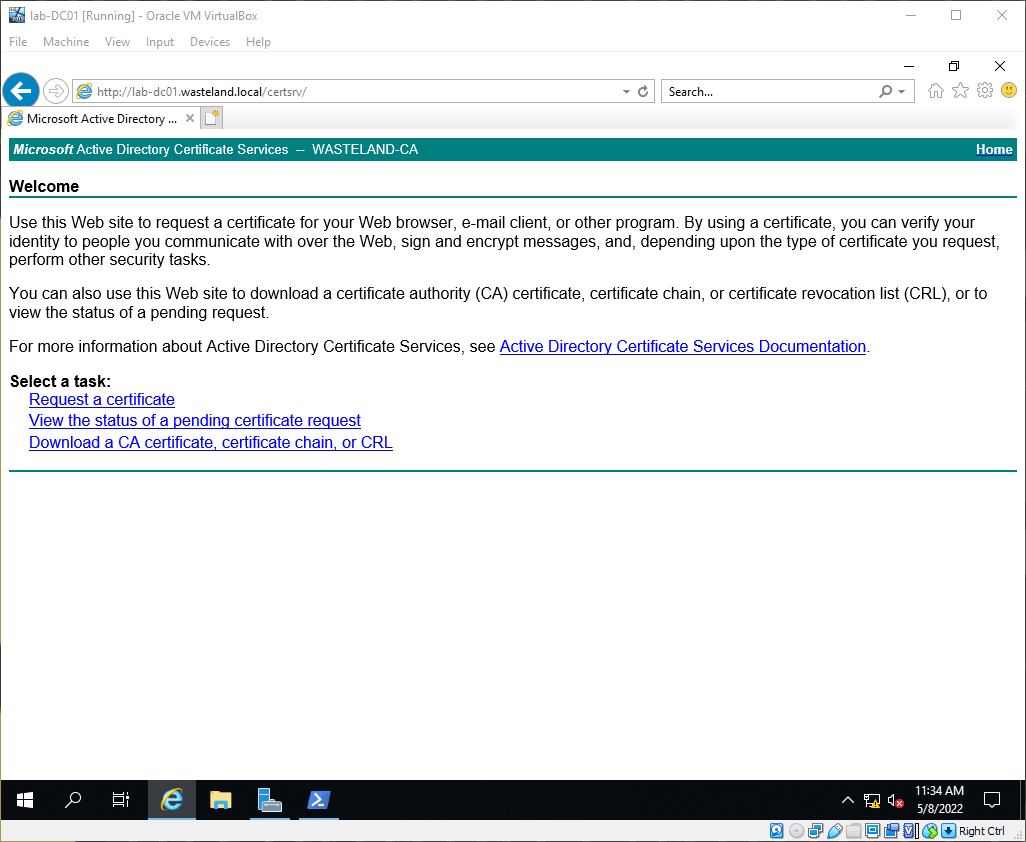 lab-DC01 [Running] - Oracle VM VirtualBox
File Machine View Input Devices Help
http://lab-dc01.wasteland.local/certsrv/
Search...
Microsoft Active Directory ...
Microsoft Active Directory Certificate Services -- WASTELAND-CA
Home
Welcome
Use this Web site to request a certificate for your Web browser, e-mail client, or other program. By using a certificate, you can verify your
identity to people you communicate with over the Web, sign and encrypt messages, and, depending upon the type of certificate you request,
perform other security tasks.
You can also use this Web site to download a certificate authority (CA) certificate, certificate chain, or certificate revocation list (CRL), or to
view the status of a pending request.
For more information about Active Directory Certificate Services, see Active Directory Certificate Services Documentation.
Select a task:
Request a certificate
View the status of a pending certificate request
Download a CA certificate, certificate chain, or CRL
11:34 AM
5/8/2022
Right Ctrl